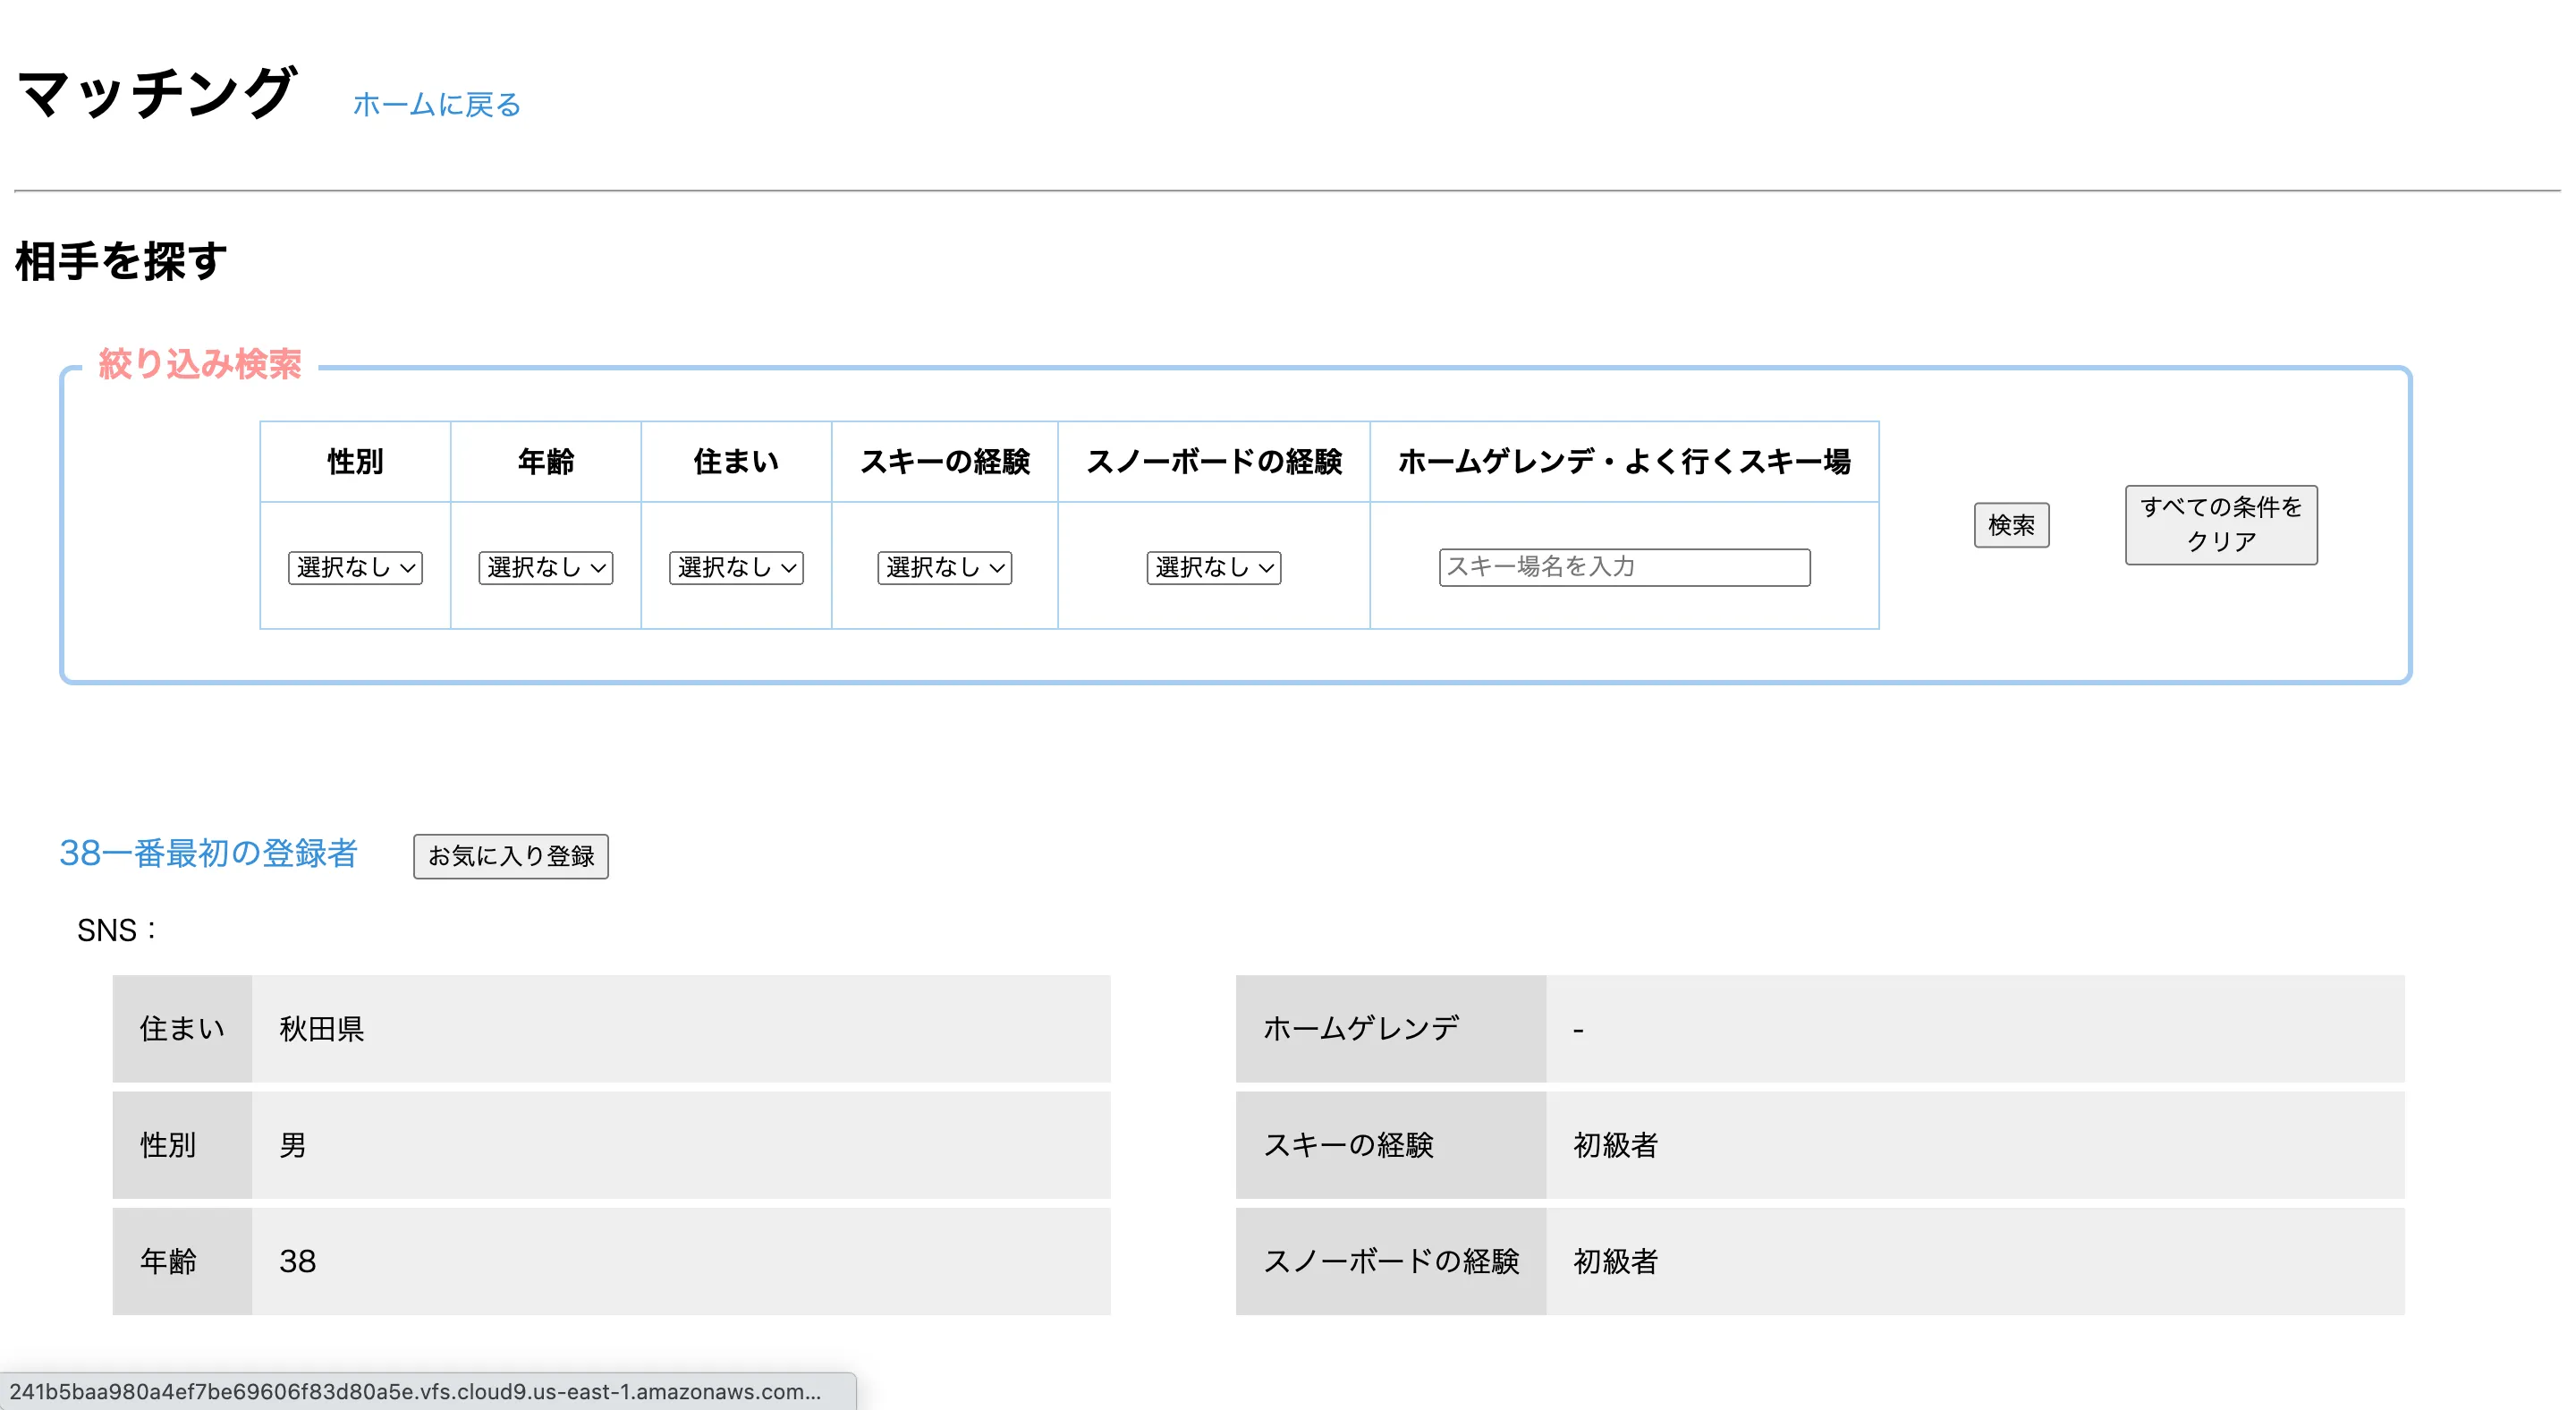 マッチング ホームに戻る
相手を探す
絞り込み検索
性別 年齢 住まい スキーの経験 スノーボードの経験 ホームゲレンデ・よく行くスキー場
選択なし 選択なし 選択なし 選択なし 選択なし スキー場名を入力
検索
すべての条件を
クリア
38一番最初の登録者 お気に入り登録
SNS：
住まい 秋田県
性別 男
年齢 38
ホームゲレンデ -
スキーの経験 初級者
スノーボードの経験 初級者
241b5baa980a4ef7be69606f83d80a5e.vfs.cloud9.us-east-1.amazonaws.com...